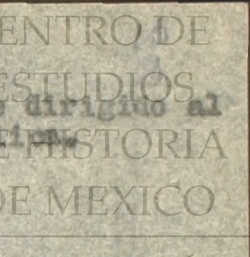 ENTRO DE
ESTUDIOS
dirigido al
E HISTORIA
DE MEXICO